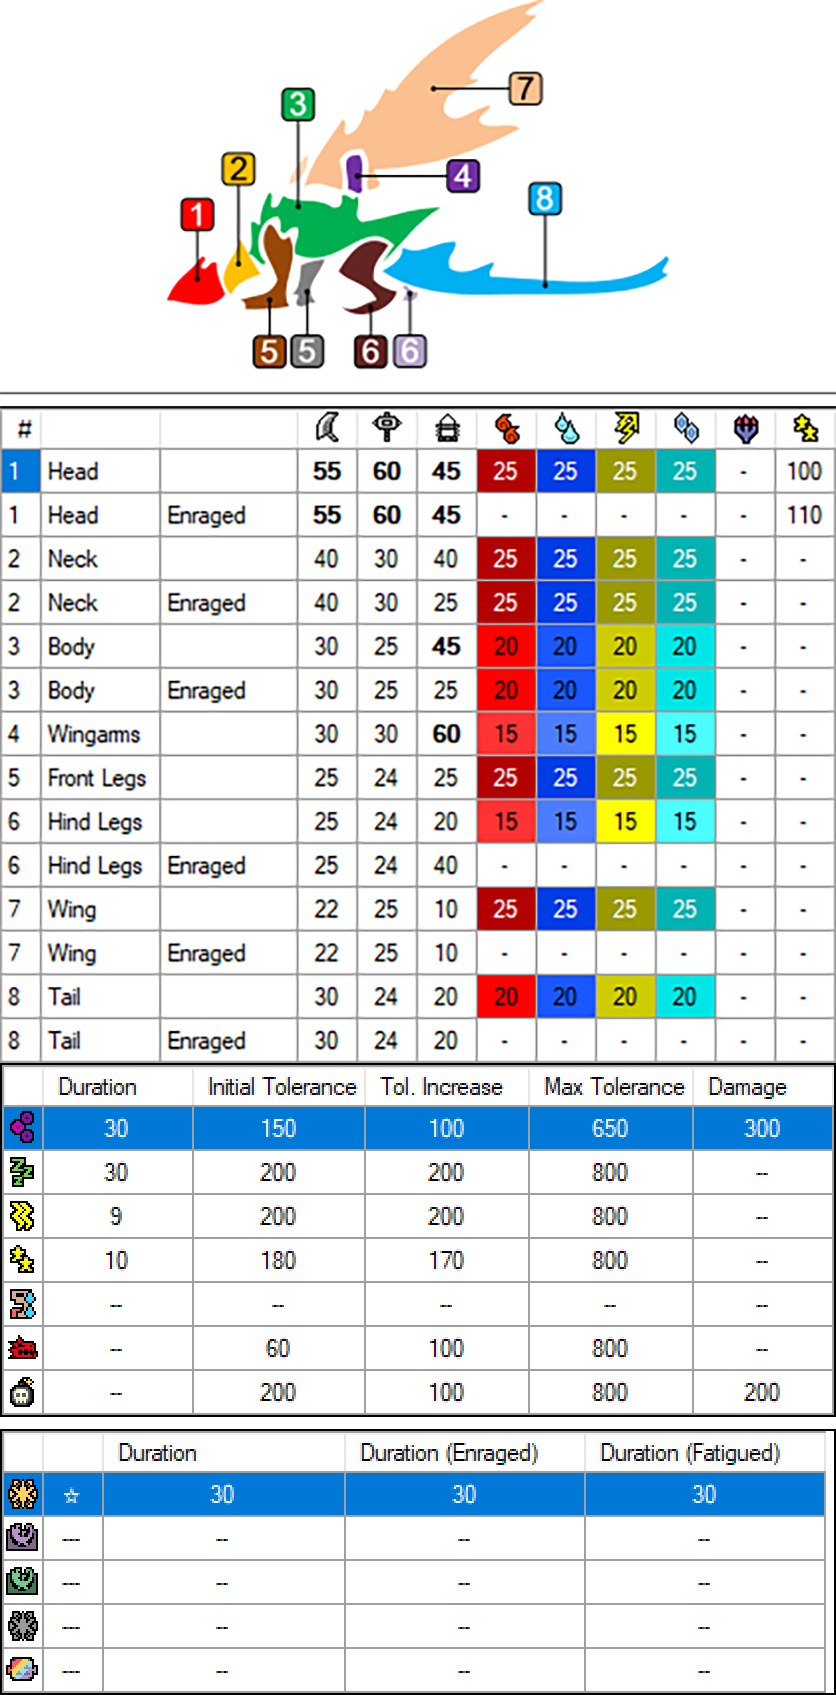 7
3
2
4
8
1
5 5 6 6
#
1 Head 55 60 45 25 25 25 25 - 100
1 Head Enraged 55 60 45 - - - - - 110
2 Neck 40 30 40 25 25 25 25 - -
2 Neck Enraged 40 30 25 25 25 25 25 - -
3 Body 30 25 45 20 20 20 20 - -
3 Body Enraged 30 25 25 20 20 20 20 - -
4 Wingarms 30 30 60 15 15 15 15 - -
5 Front Legs 25 24 25 25 25 25 25 - -
6 Hind Legs 25 24 20 15 15 15 15 - -
6 Hind Legs Enraged 25 24 40 - - - - - -
7 Wing 22 25 10 25 25 25 25 - -
7 Wing Enraged 22 25 10 - - - - - -
8 Tail 30 24 20 20 20 20 20 - -
8 Tail Enraged 30 24 20 - - - - - -
Duration Initial Tolerance Tol. Increase Max Tolerance Damage
30 150 100 650 300
30 200 200 800 --
9 200 200 800 --
10 180 170 800 --
-- -- -- -- --
-- 60 100 800 --
-- 200 100 800 200
Duration Duration (Enraged) Duration (Fatigued)
☆ 30 30 30
--- -- -- --
--- -- -- --
--- -- -- --
--- -- -- --